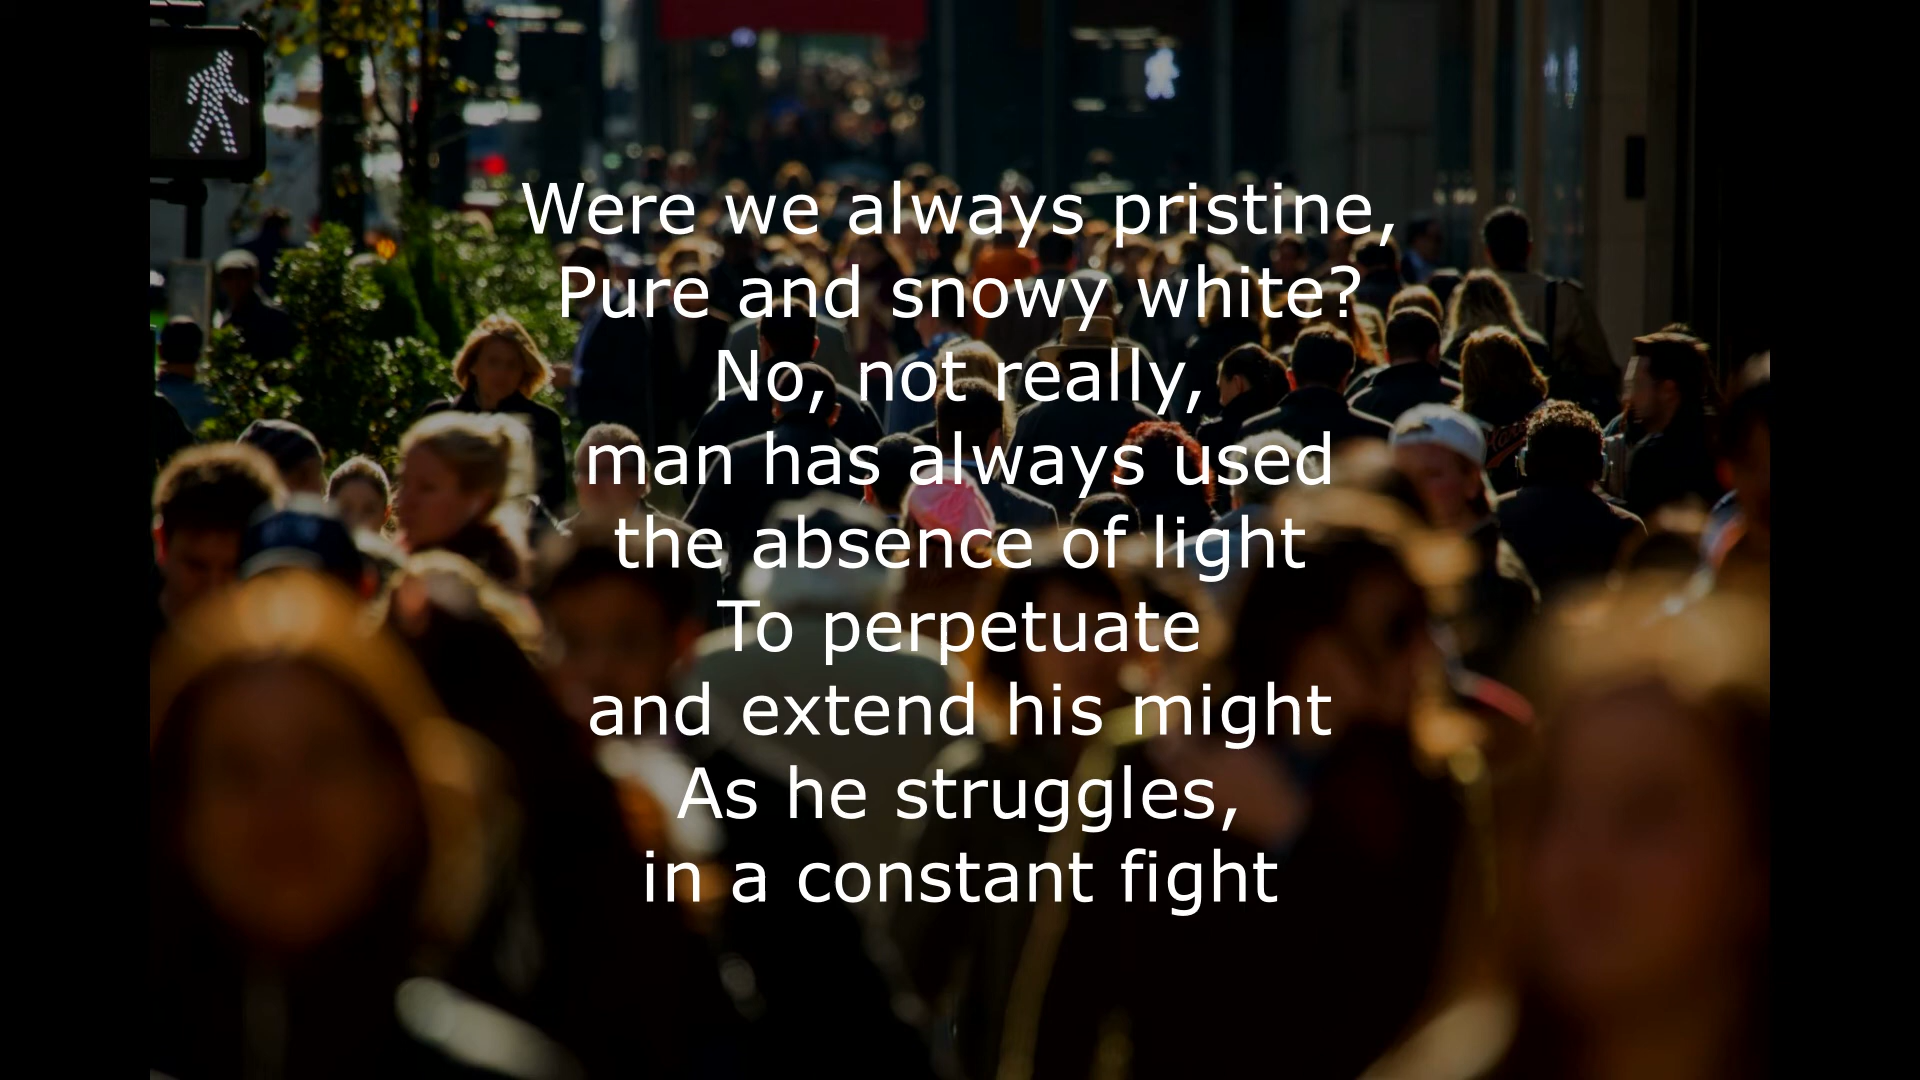 Were we always pristine,
Pure and snowy white?
No, not really,
man has always used
the absence of light
To perpetuate
and extend his might
As he struggles,
in a constant fight